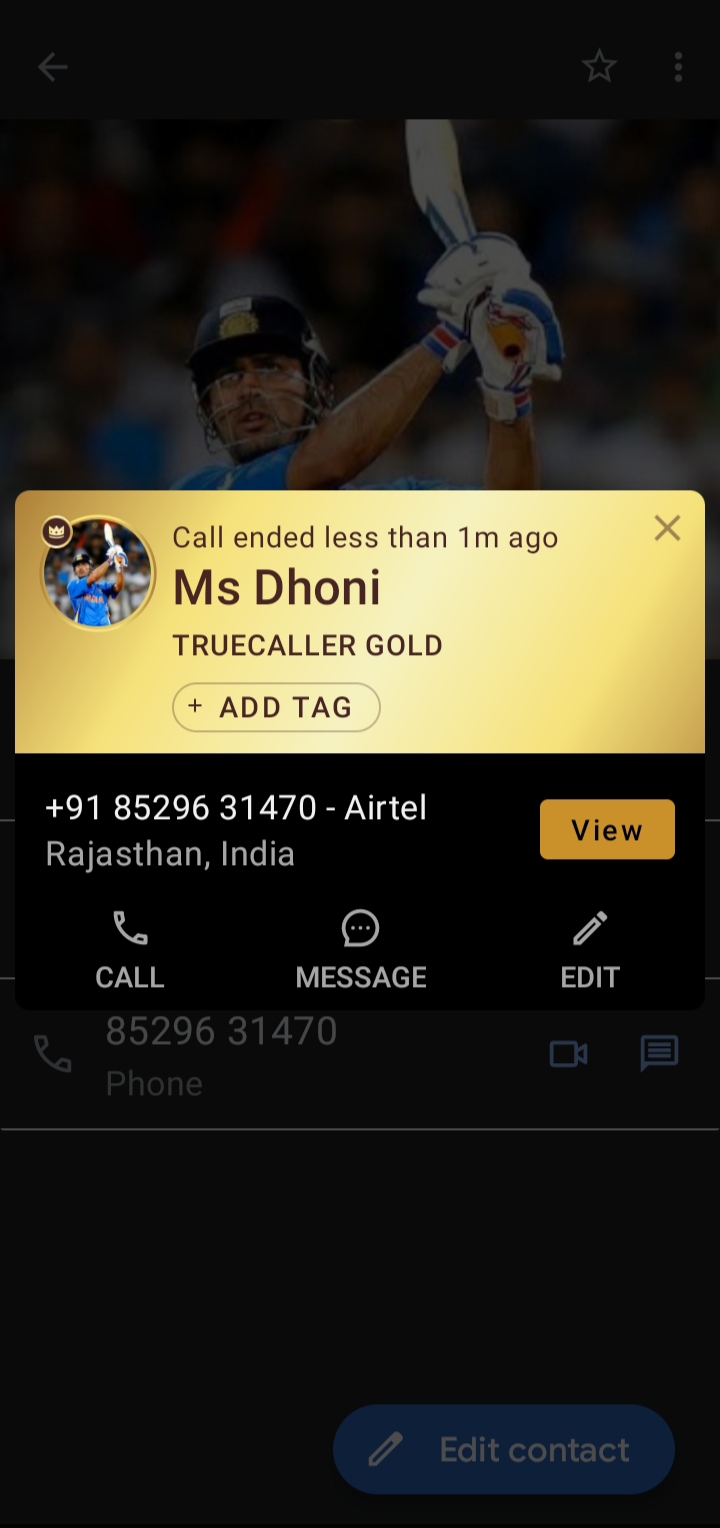 Call ended less than 1m ago
Ms Dhoni
TRUECALLER GOLD
+ ADD TAG
+91 85296 31470 - Airtel
Rajasthan, India
View
CALL MESSAGE EDIT
85296 31470
Phone
Edit contact